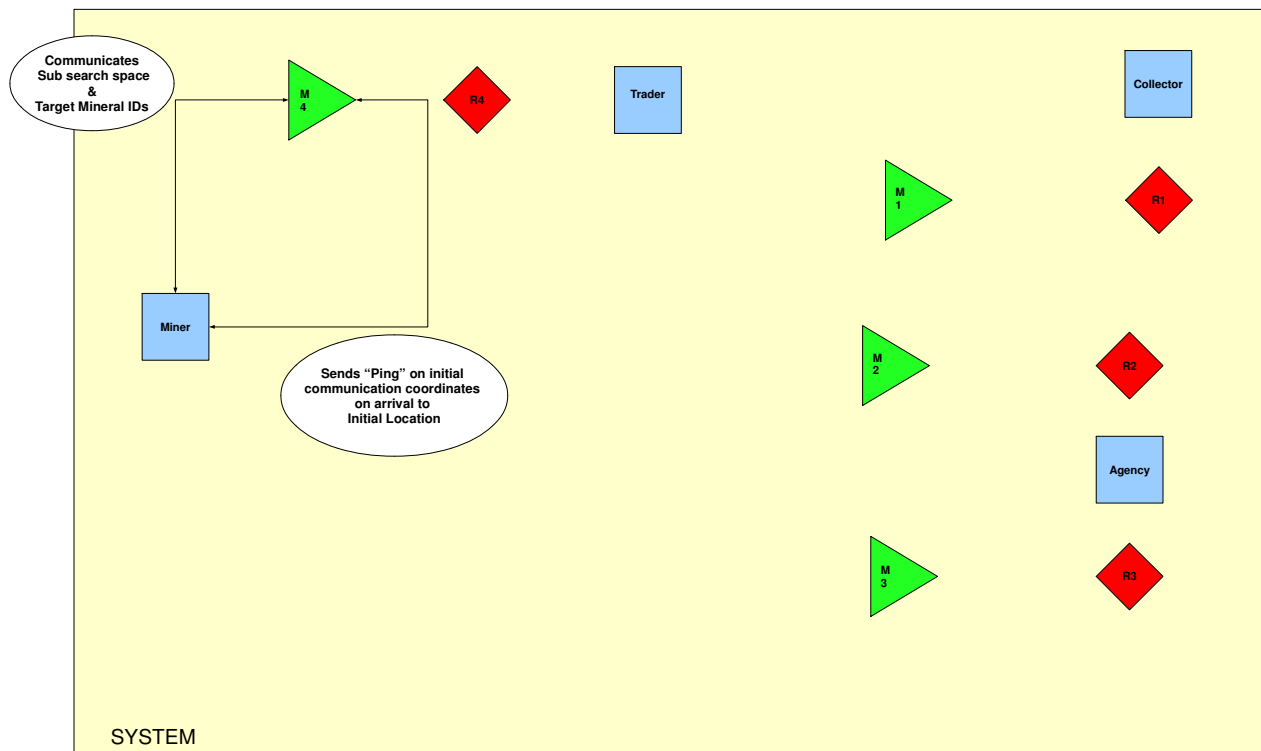 Communicates
Sub search space
&
Target Mineral IDs
M
4
R4
Trader
Collector
M
1
R1
Miner
Sends “Ping” on initial
communication coordinates
on arrival to
Initial Location
M
2
R2
Agency
M
3
R3
SYSTEM